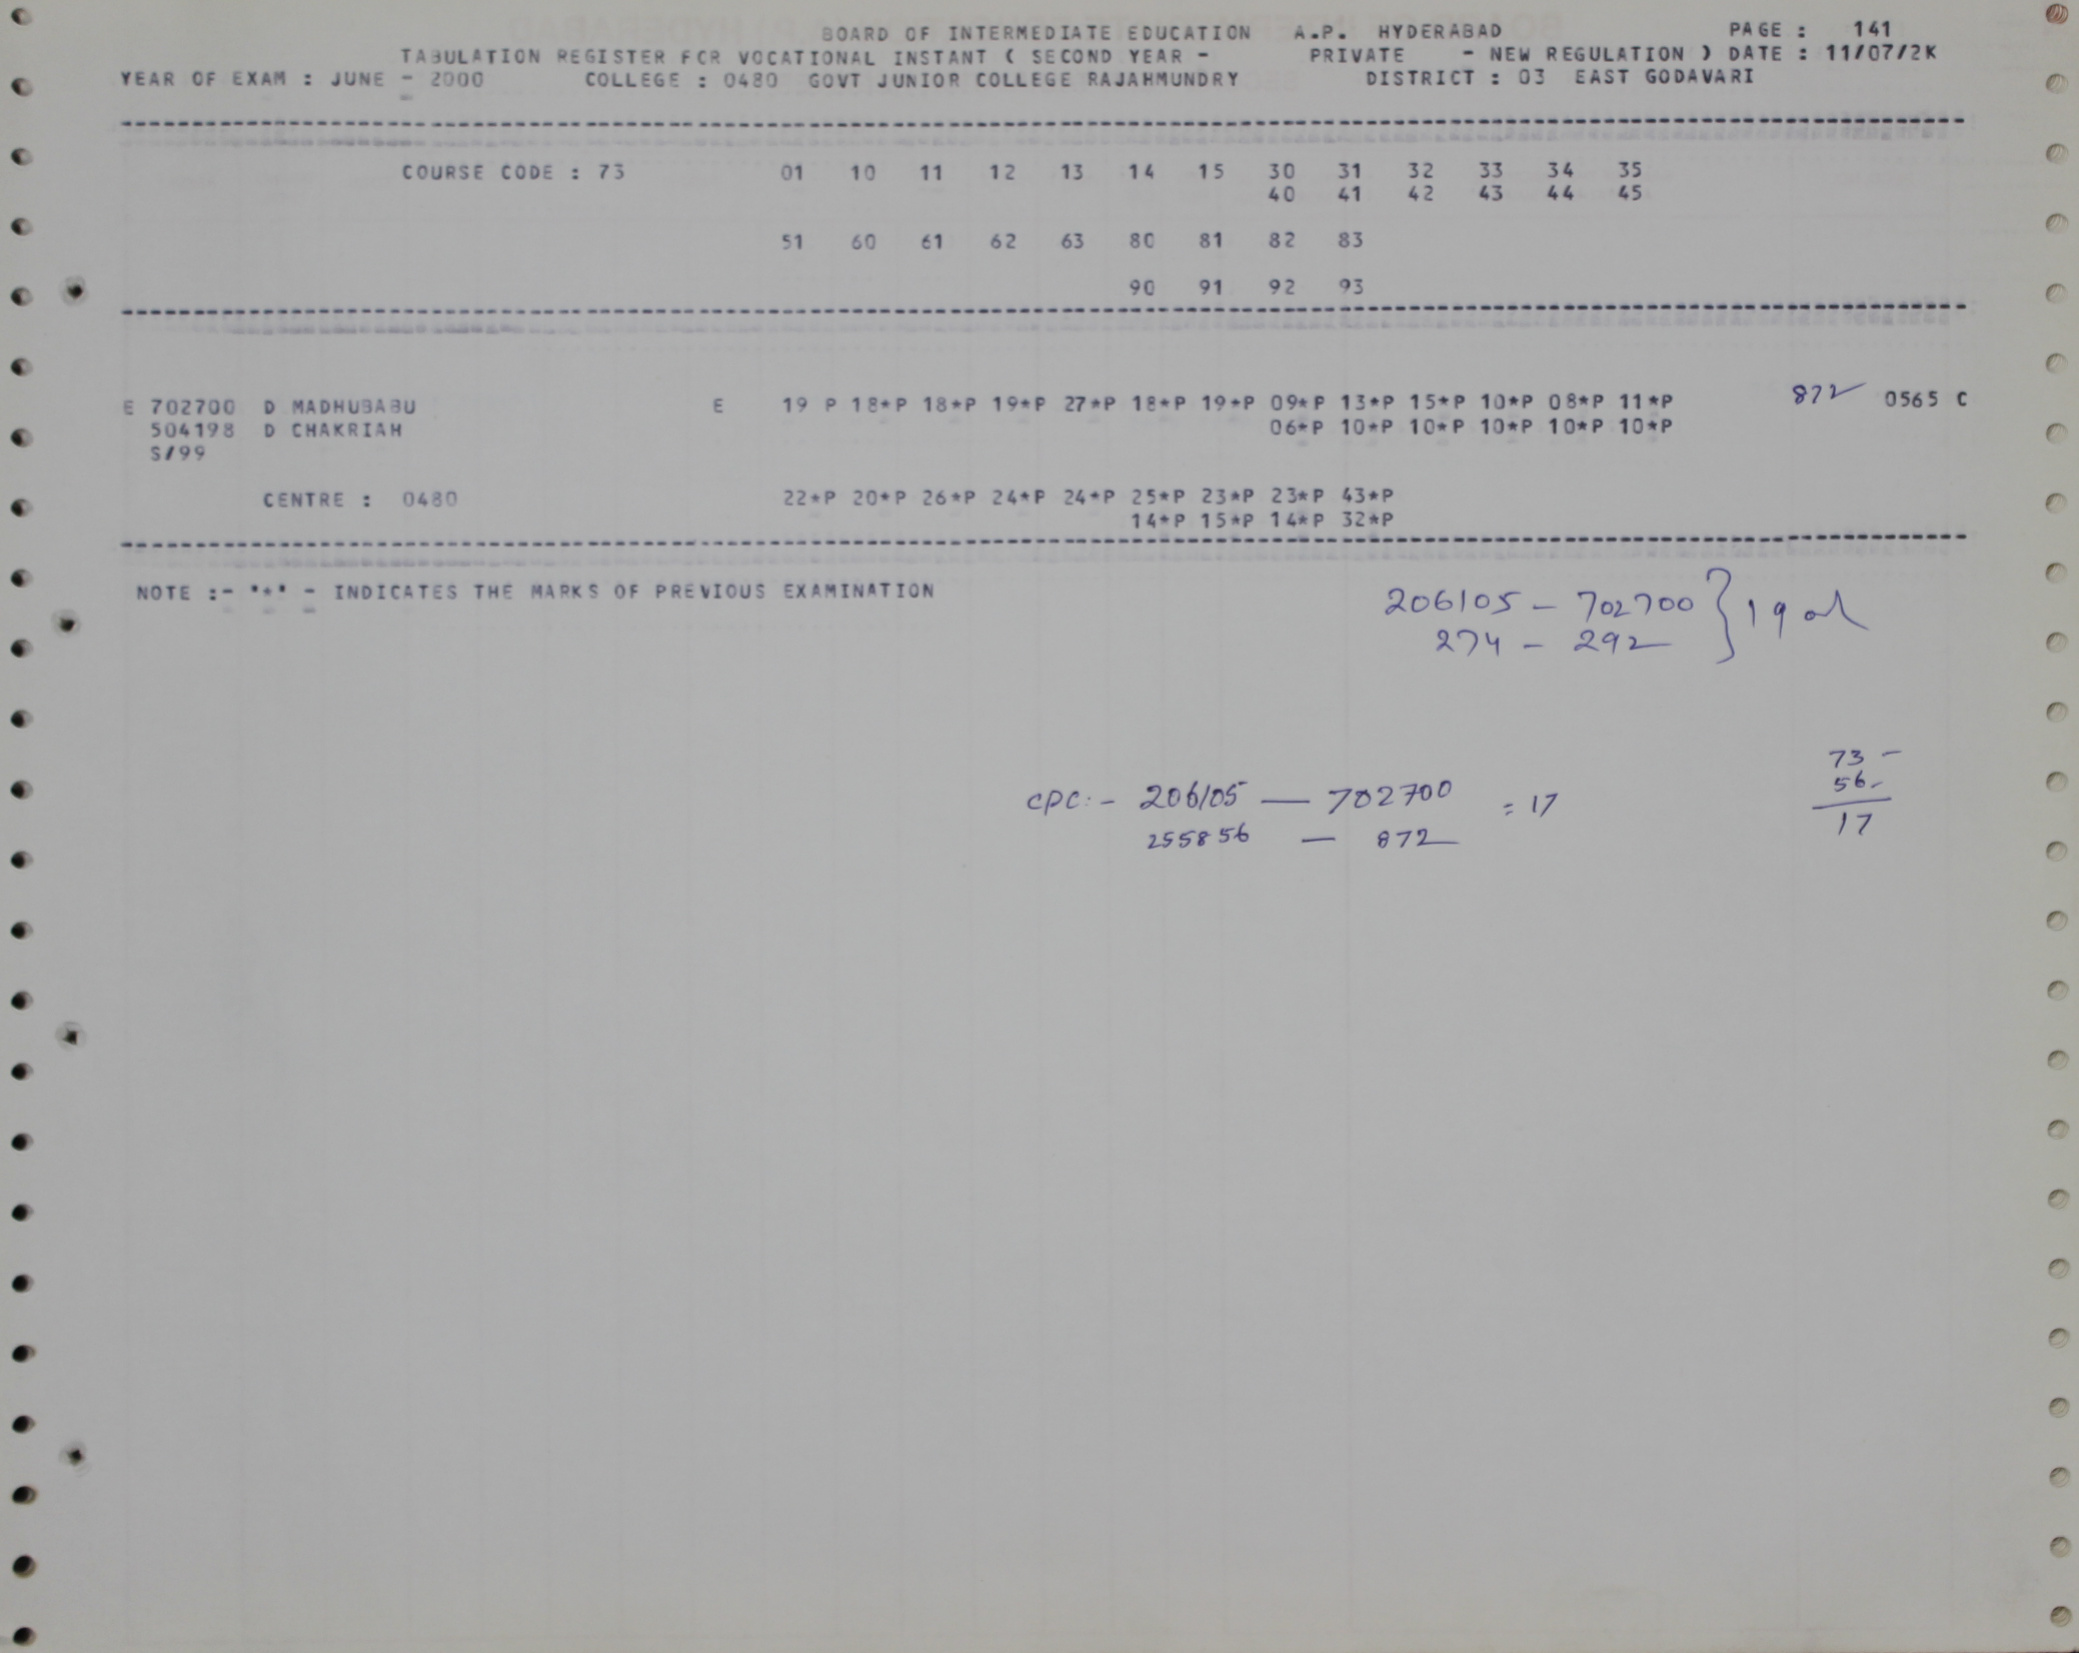 BOARD OF INTERMEDIATE EDUCATION A.P. HYDERABAD PAGE : 141
TABULATION REGISTER FOR VOCATIONAL INSTANT ( SECOND YEAR - PRIVATE - NEW REGULATION ) DATE : 11/07/2K
YEAR OF EXAM : JUNE - 2000 COLLEGE : 0480 GOVT JUNIOR COLLEGE RAJAHMUNDRY DISTRICT : 03 EAST GODAVARI
COURSE CODE : 73 01 10 11 12 13 14 15 30 31 32 33 34 35
40 41 42 43 44 45
51 60 61 62 63 80 81 82 83
90 91 92 93
E 702700 D MADHUBABU E 19 P 18*P 18*P 19*P 27*P 18*P 19*P 09*P 13*P 15*P 10*P 08*P 11*P 872 0565 C
504198 D CHAKRIAH 06*P 10*P 10*P 10*P 10*P 10*P
S/99
CENTRE : 0480 22*P 20*P 26*P 24*P 24*P 25*P 23*P 23*P 43*P
14*P 15*P 14*P 32*P
NOTE :- "*" - INDICATES THE MARKS OF PREVIOUS EXAMINATION
206105 - 702700 } 19
274 - 292
73 -
56 -
17
CPC:- 206105 — 702700 = 17
255856 — 872